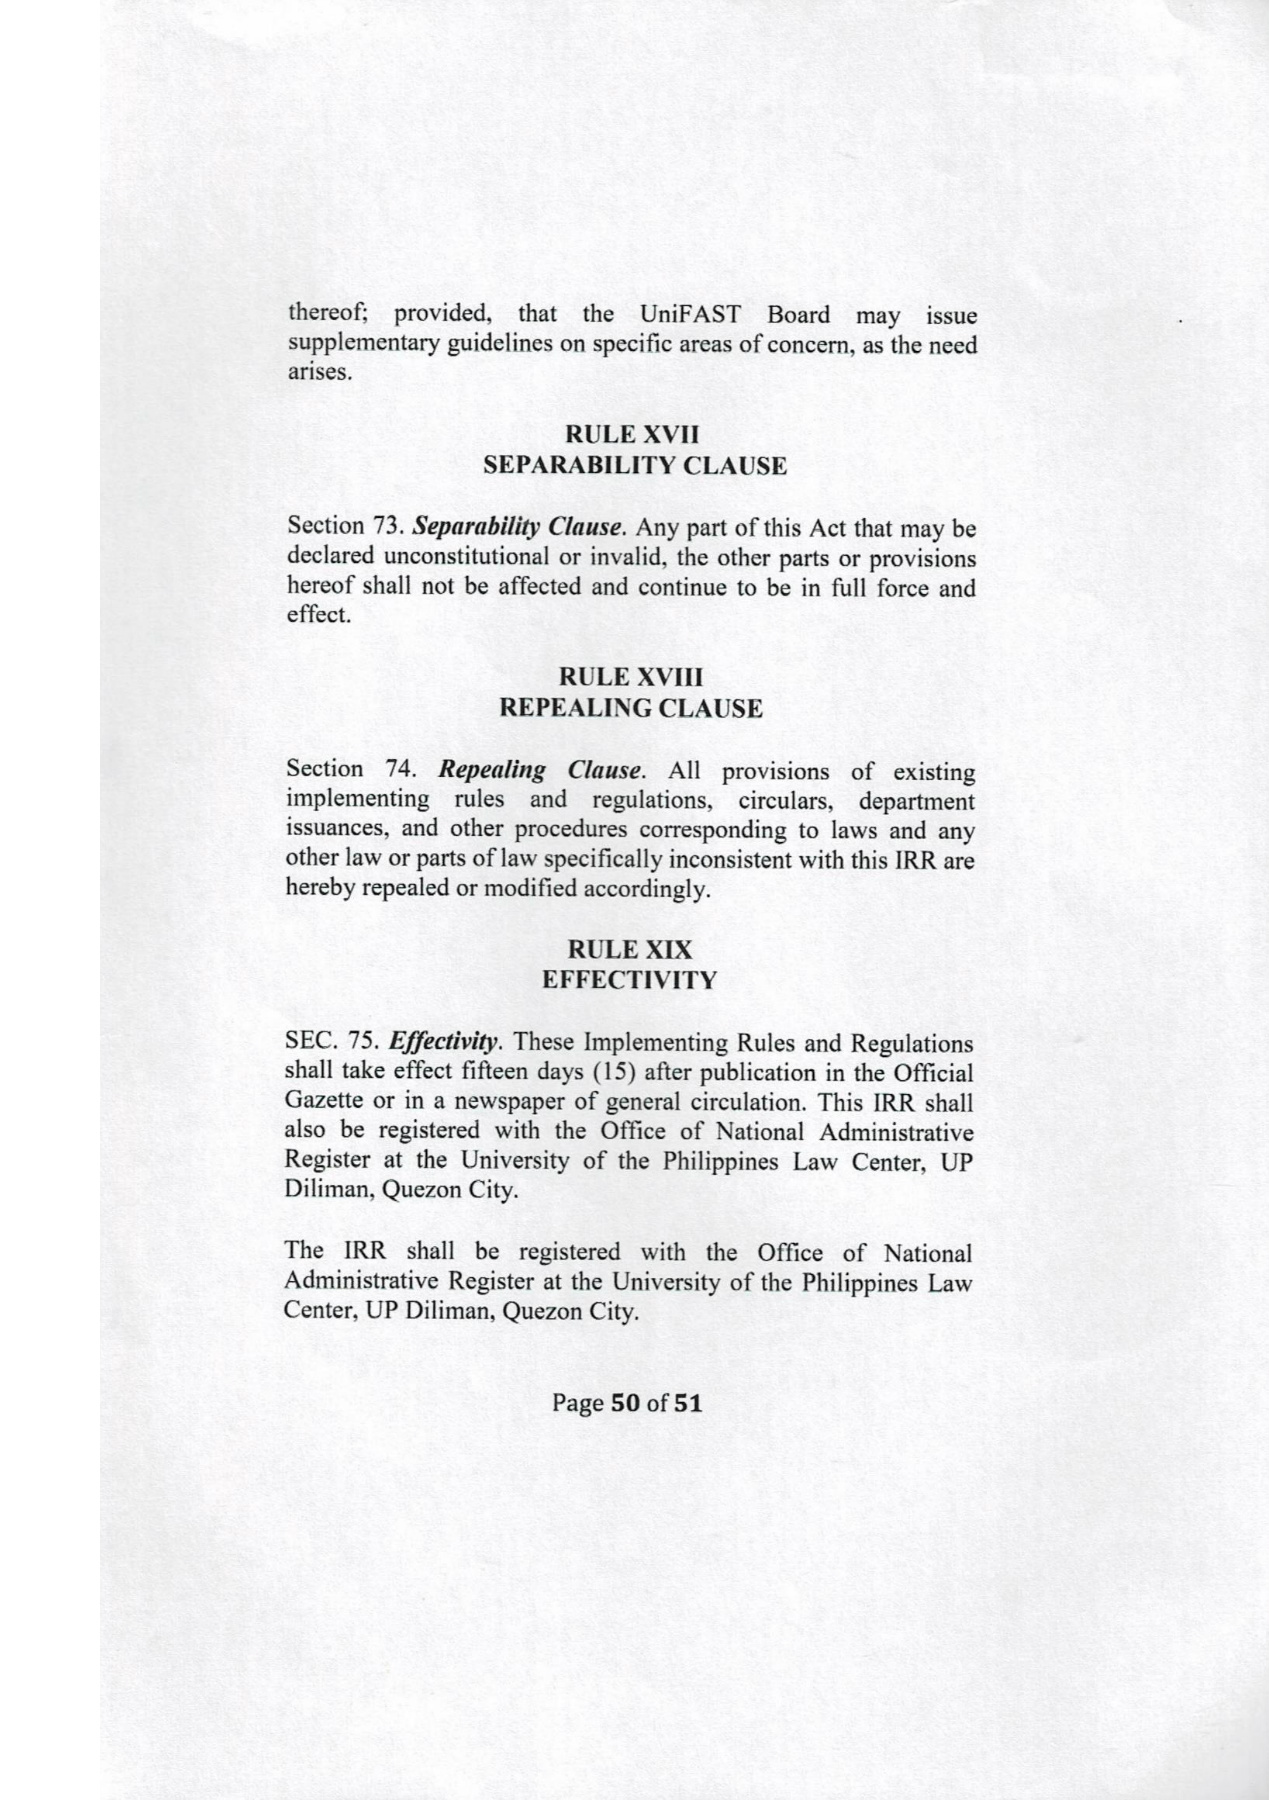 thereof; provided, that the UniFAST Board may issue
supplementary guidelines on specific areas of concern, as the need
arises.
RULE XVII
SEPARABILITY CLAUSE
Section 73. Separability Clause. Any part of this Act that may be
declared unconstitutional or invalid, the other parts or provisions
hereof shall not be affected and continue to be in full force and
effect.
RULE XVIII
REPEALING CLAUSE
Section 74. Repealing Clause. All provisions of existing
implementing rules and regulations, circulars, department
issuances, and other procedures corresponding to laws and any
other law or parts of law specifically inconsistent with this IRR are
hereby repealed or modified accordingly.
RULE XIX
EFFECTIVITY
SEC. 75. Effectivity. These Implementing Rules and Regulations
shall take effect fifteen days (15) after publication in the Official
Gazette or in a newspaper of general circulation. This IRR shall
also be registered with the Office of National Administrative
Register at the University of the Philippines Law Center, UP
Diliman, Quezon City.
The IRR shall be registered with the Office of National
Administrative Register at the University of the Philippines Law
Center, UP Diliman, Quezon City.
Page 50 of 51